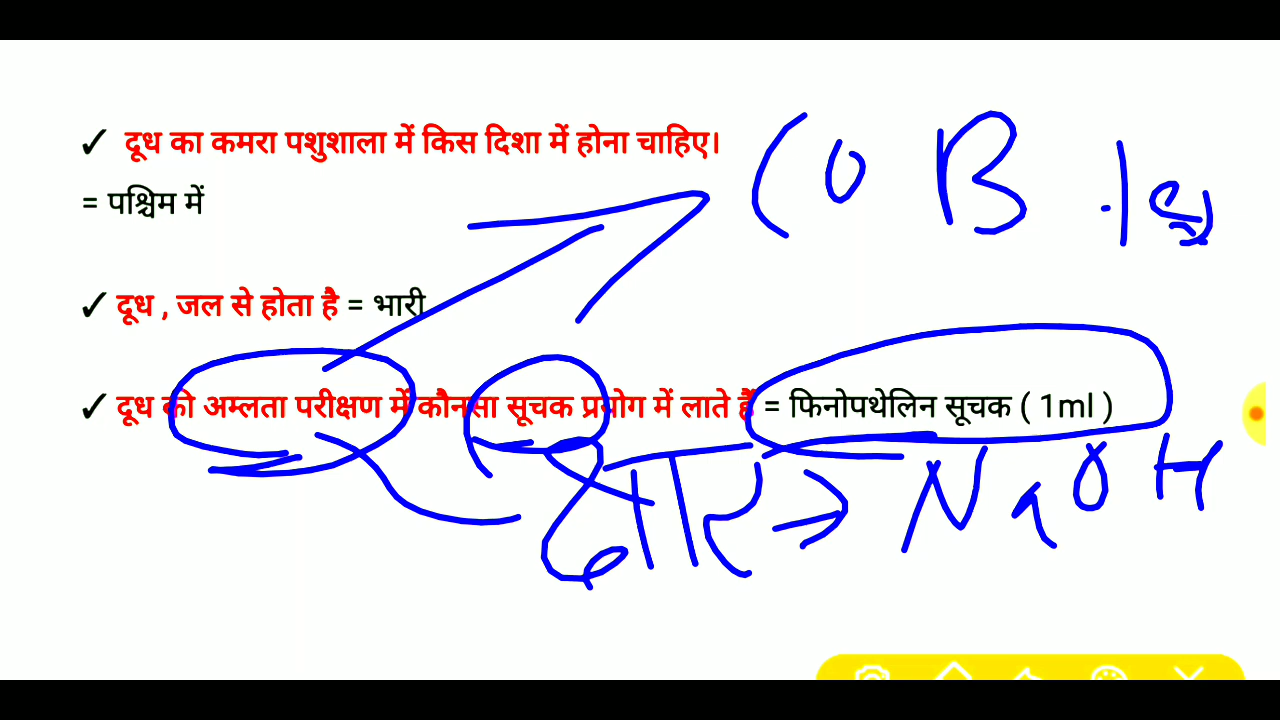 ✓ दूध का कमरा पशुशाला में किस दिशा में होना चाहिए।
= पश्चिम में
✓ दूध , जल से होता है = भारी
✓ दूध की अम्लता परीक्षण में कौनसा सूचक प्रयोग में लाते हैं = फिनोपथेलिन सूचक ( 1ml )
क्षार → NaOH